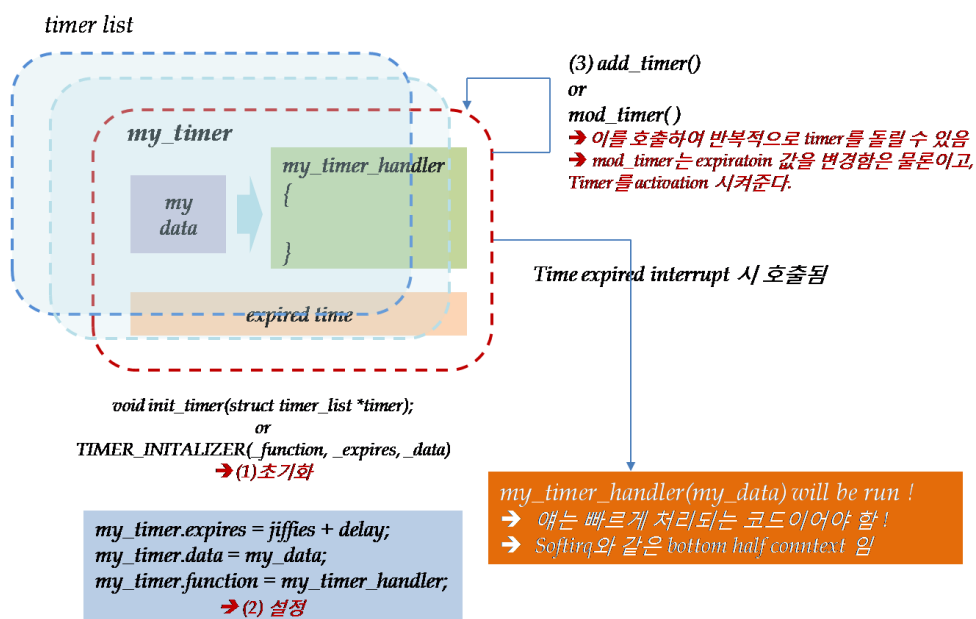 timer list
my_timer
my
data
my_timer_handler
{
}
expired time
(3) add_timer()
or
mod_timer()
➔ 이를 호출하여 반복적으로 timer를 돌릴 수 있음
➔ mod_timer는 expiratoin 값을 변경함은 물론이고,
Timer를 activation 시켜준다.
Time expired interrupt 시 호출됨
void init_timer(struct timer_list *timer);
or
TIMER_INITALIZER(_function, _expires, _data)
➔ (1)초기화
my_timer.expires = jiffies + delay;
my_timer.data = my_data;
my_timer.function = my_timer_handler;
➔ (2) 설정
my_timer_handler(my_data) will be run !
➔ 얘는 빠르게 처리되는 코드이어야 함 !
➔ Softirq와 같은 bottom half conntext 임